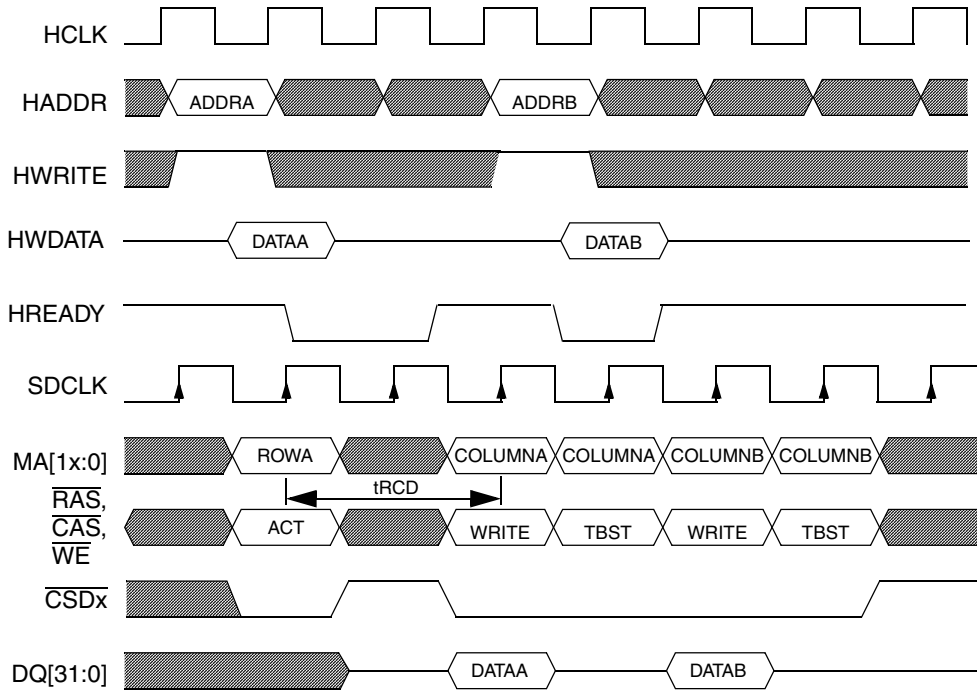 HCLK
HADDR ADDRA ADDRB
HWRITE
HWDATA DATAA DATAB
HREADY
SDCLK
MA[1x:0] ROWA COLUMNA COLUMNA COLUMNB COLUMNB
tRCD
RAS,
CAS, ACT WRITE TBST WRITE TBST
WE
CSDx
DQ[31:0] DATAA DATAB